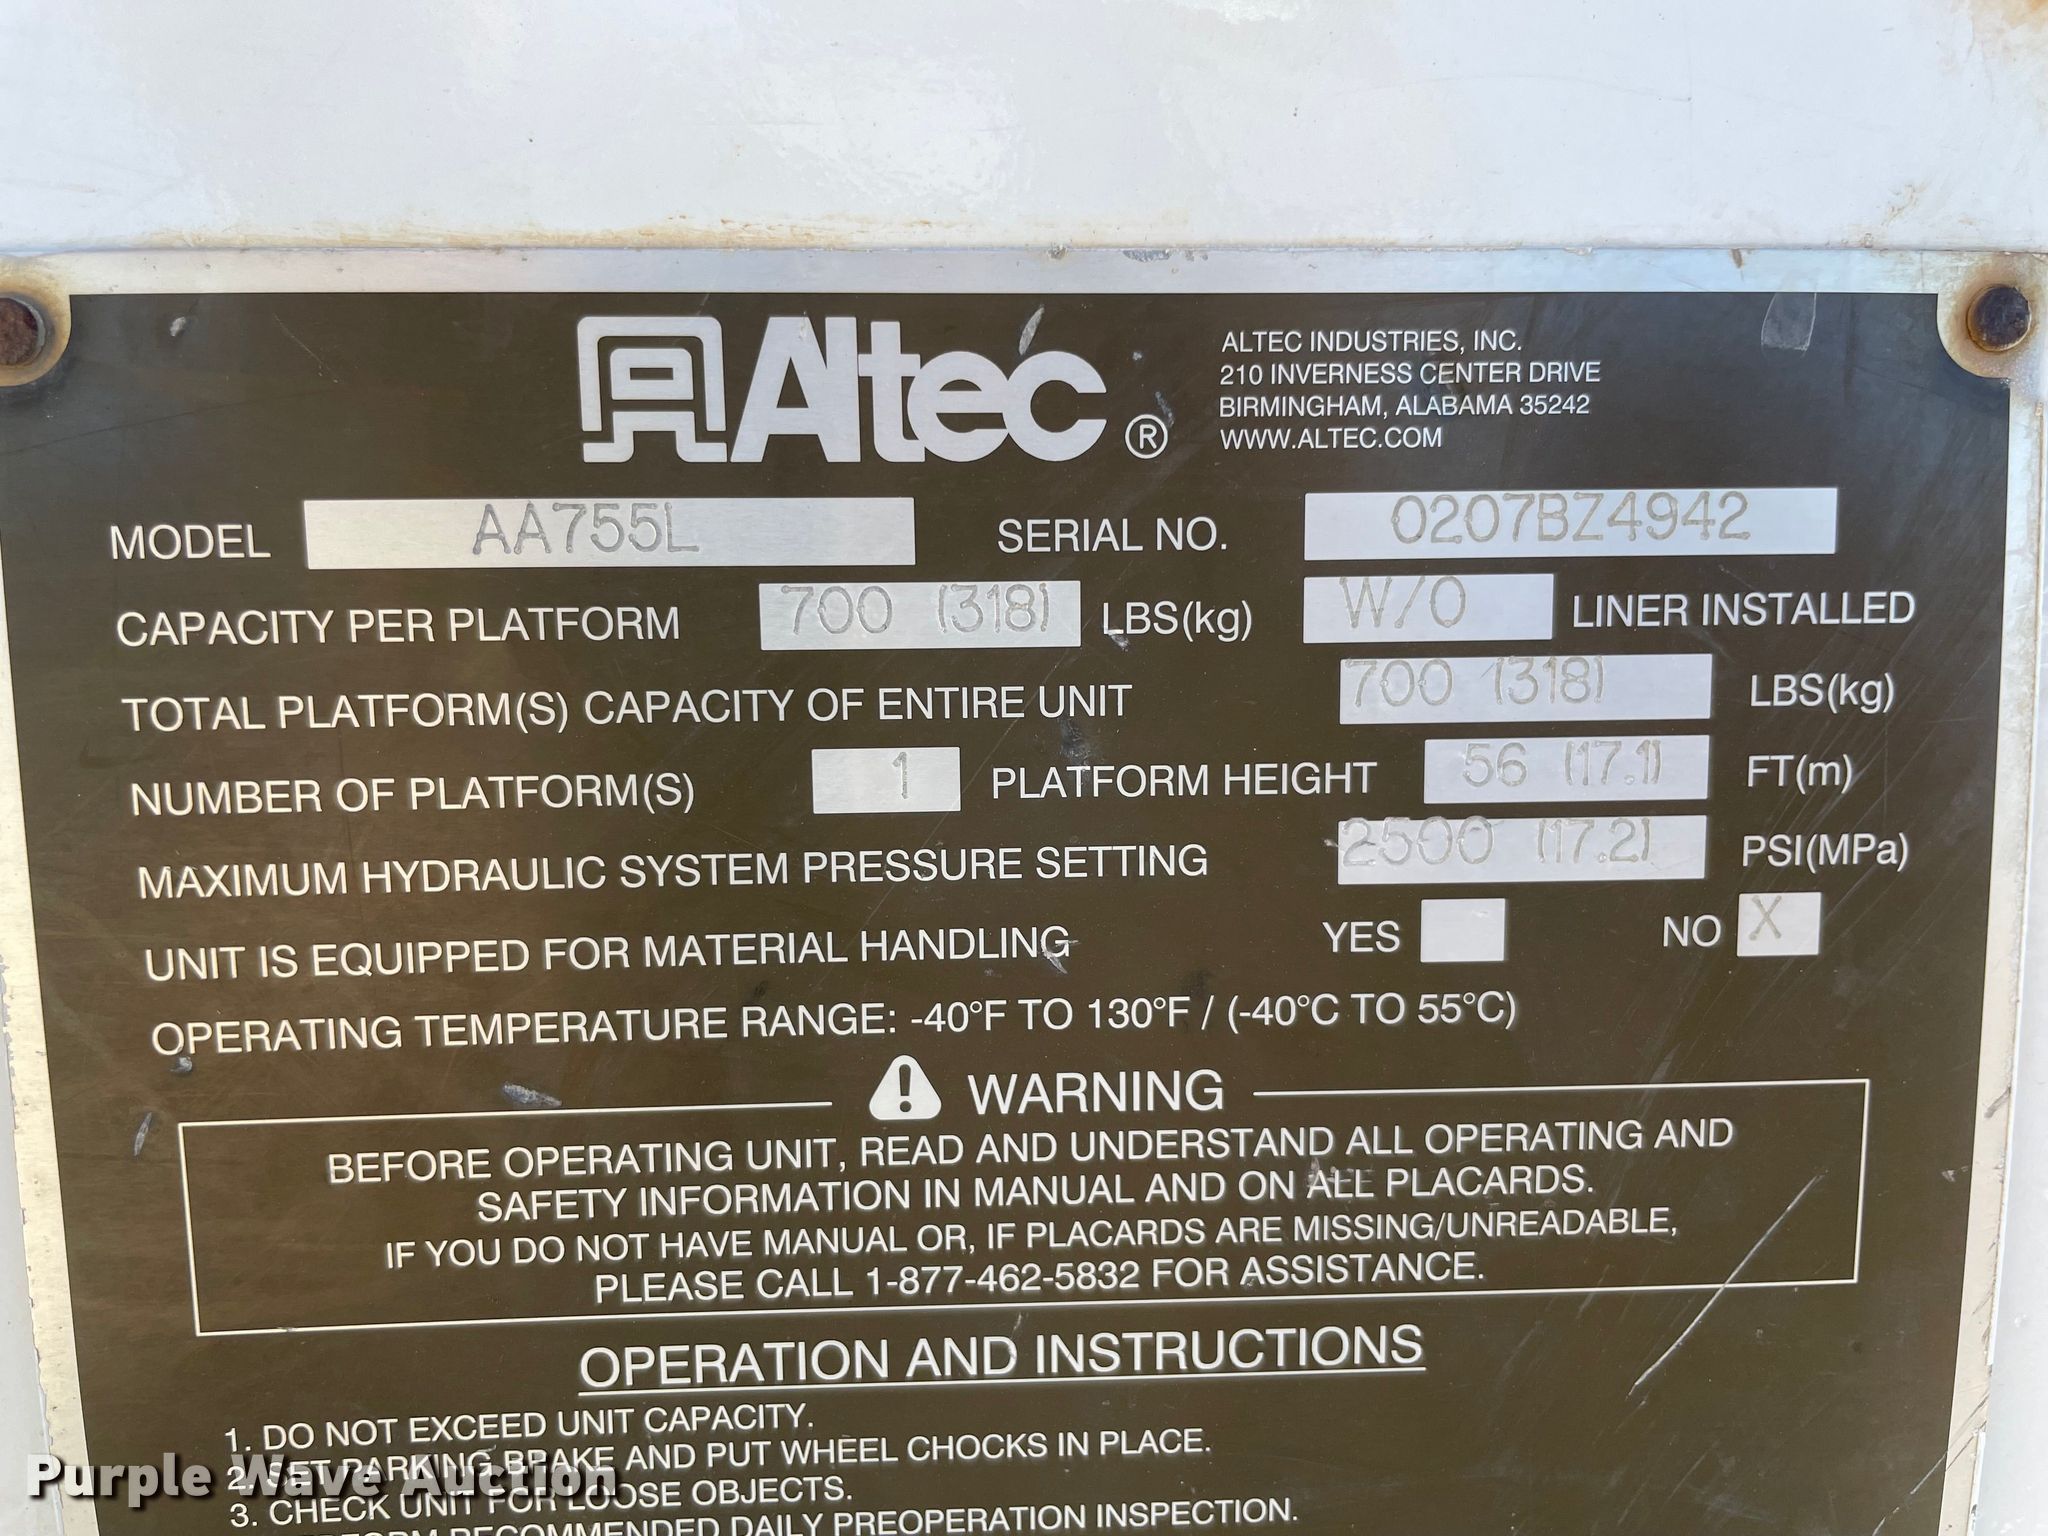 Altec ®
ALTEC INDUSTRIES, INC.
210 INVERNESS CENTER DRIVE
BIRMINGHAM, ALABAMA 35242
WWW.ALTEC.COM
MODEL AA755L SERIAL NO. 0207BZ4942
CAPACITY PER PLATFORM 700 (318) LBS(kg) W/O LINER INSTALLED
TOTAL PLATFORM(S) CAPACITY OF ENTIRE UNIT 700 (318) LBS(kg)
NUMBER OF PLATFORM(S) 1 PLATFORM HEIGHT 56 (17.1) FT(m)
MAXIMUM HYDRAULIC SYSTEM PRESSURE SETTING 2500 (17.2) PSI(MPa)
UNIT IS EQUIPPED FOR MATERIAL HANDLING YES NO X
OPERATING TEMPERATURE RANGE: -40°F TO 130°F / (-40°C TO 55°C)
WARNING
BEFORE OPERATING UNIT, READ AND UNDERSTAND ALL OPERATING AND
SAFETY INFORMATION IN MANUAL AND ON ALL PLACARDS.
IF YOU DO NOT HAVE MANUAL OR, IF PLACARDS ARE MISSING/UNREADABLE,
PLEASE CALL 1-877-462-5832 FOR ASSISTANCE.
OPERATION AND INSTRUCTIONS
1. DO NOT EXCEED UNIT CAPACITY.
2. SET PARKING BRAKE AND PUT WHEEL CHOCKS IN PLACE.
3. CHECK UNIT FOR LOOSE OBJECTS.
RECOMMENDED DAILY PREOPERATION INSPECTION.
Purple Wave Auction